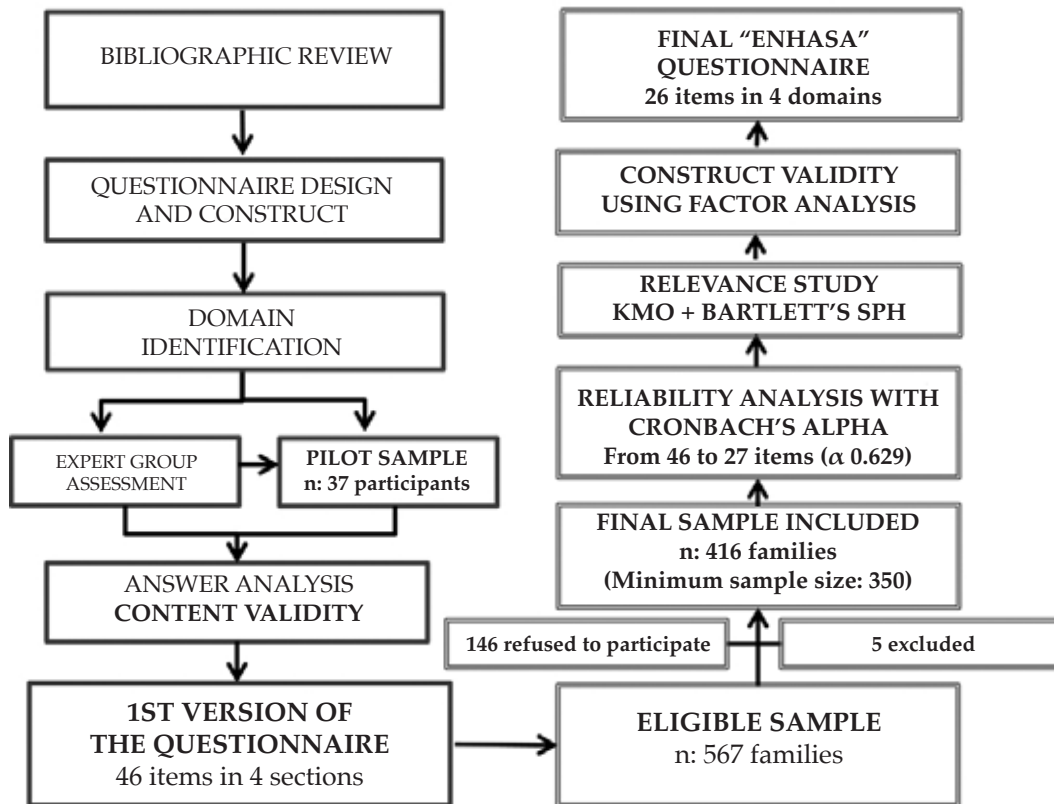 BIBLIOGRAPHIC REVIEW
QUESTIONNAIRE DESIGN
AND CONSTRUCT
DOMAIN
IDENTIFICATION
EXPERT GROUP
ASSESSMENT
PILOT SAMPLE
n: 37 participants
ANSWER ANALYSIS
CONTENT VALIDITY
1ST VERSION OF
THE QUESTIONNAIRE
46 items in 4 sections
ELIGIBLE SAMPLE
n: 567 families
146 refused to participate
5 excluded
FINAL SAMPLE INCLUDED
n: 416 families
(Minimum sample size: 350)
RELIABILITY ANALYSIS WITH
CRONBACH'S ALPHA
From 46 to 27 items (α 0.629)
RELEVANCE STUDY
KMO + BARTLETT'S SPH
CONSTRUCT VALIDITY
USING FACTOR ANALYSIS
FINAL “ENHASA”
QUESTIONNAIRE
26 items in 4 domains